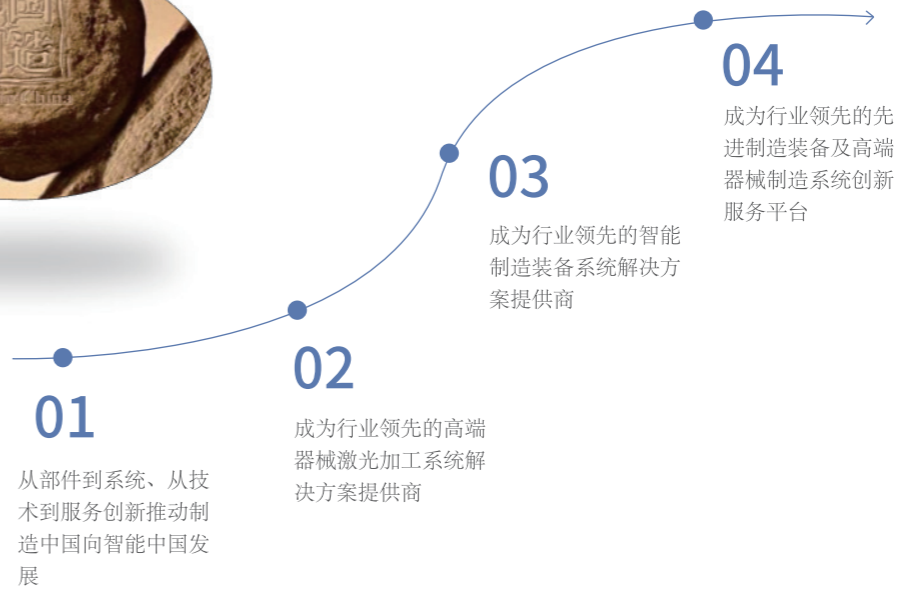 国
造
China
01
从部件到系统、从技
术到服务创新推动制
造中国向智能中国发
展
02
成为行业领先的高端
器械激光加工系统解
决方案提供商
03
成为行业领先的智能
制造装备系统解决方
案提供商
04
成为行业领先的先
进制造装备及高端
器械制造系统创新
服务平台